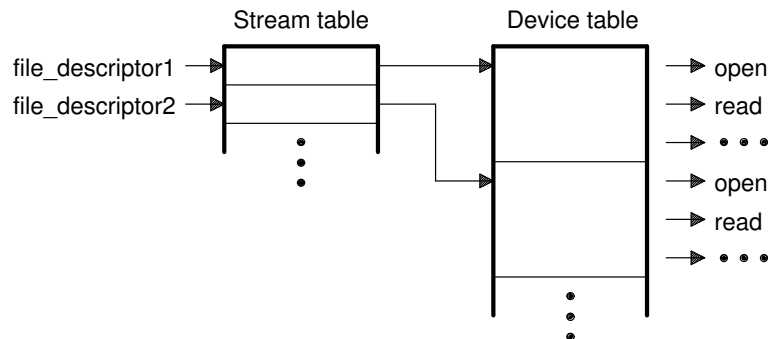 Stream table
Device table
file_descriptor1
open
file_descriptor2
read
• • •
open
read
• • •